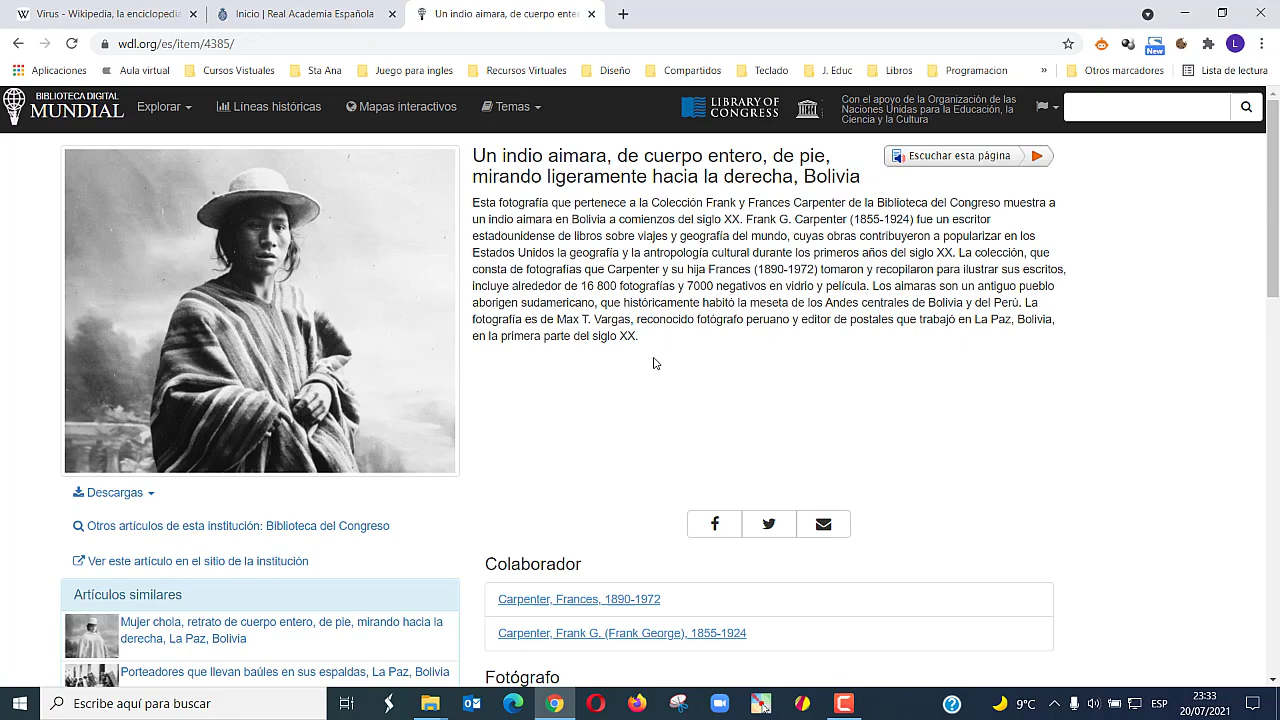 Virus - Wikipedia, la enciclopedia
Inicio | Real Academia Española
Un indio aimara, de cuerpo enter
wdl.org/es/item/4385/
New
L
Aplicaciones
Aula virtual
Cursos Vistuales
Sta Ana
Juego para ingles
Recursos Virtuales
Diseño
Compartido
Teclado
J. Educ
Libros
Programacion
»
Otros marcadores
Lista de lectura
BIBLIOTECA DIGITAL
MUNDIAL
Explorar
Líneas históricas
Mapas interactivos
Temas
LIBRARY OF
CONGRESS
Con el apoyo de la Organización de las
Naciones Unidas para la Educación, la
Ciencia y la Cultura
Un indio aimara, de cuerpo entero, de pie,
mirando ligeramente hacia la derecha, Bolivia
Escuchar esta página
Esta fotografía que pertenece a la Colección Frank y Frances Carpenter de la Biblioteca del Congreso muestra a
un indio aimara en Bolivia a comienzos del siglo XX. Frank G. Carpenter (1855-1924) fue un escritor
estadounidense de libros sobre viajes y geografía del mundo, cuyas obras contribuyeron a popularizar en los
Estados Unidos la geografía y la antropología cultural durante los primeros años del siglo XX. La colección, que
consta de fotografías que Carpenter y su hija Frances (1890-1972) tomaron y recopilaron para ilustrar sus escritos,
incluye alrededor de 16 800 fotografías y 7000 negativos en vidrio y película. Los aimaras son un antiguo pueblo
aborigen sudamericano, que históricamente habitó la meseta de los Andes centrales de Bolivia y del Perú. La
fotografía es de Max T. Vargas, reconocido fotógrafo peruano y editor de postales que trabajó en La Paz, Bolivia,
en la primera parte del siglo XX.
Descargas
Otros artículos de esta institución: Biblioteca del Congreso
Ver este artículo en el sitio de la institución
Artículos similares
Mujer chola, retrato de cuerpo entero, de pie, mirando hacia la
derecha, La Paz, Bolivia
Porteadores que llevan baúles en sus espaldas, La Paz, Bolivia
Colaborador
Carpenter, Frances, 1890-1972
Carpenter, Frank G. (Frank George), 1855-1924
Fotógrafo
Escribe aquí para buscar
9°C
ESP
23:33
20/07/2021